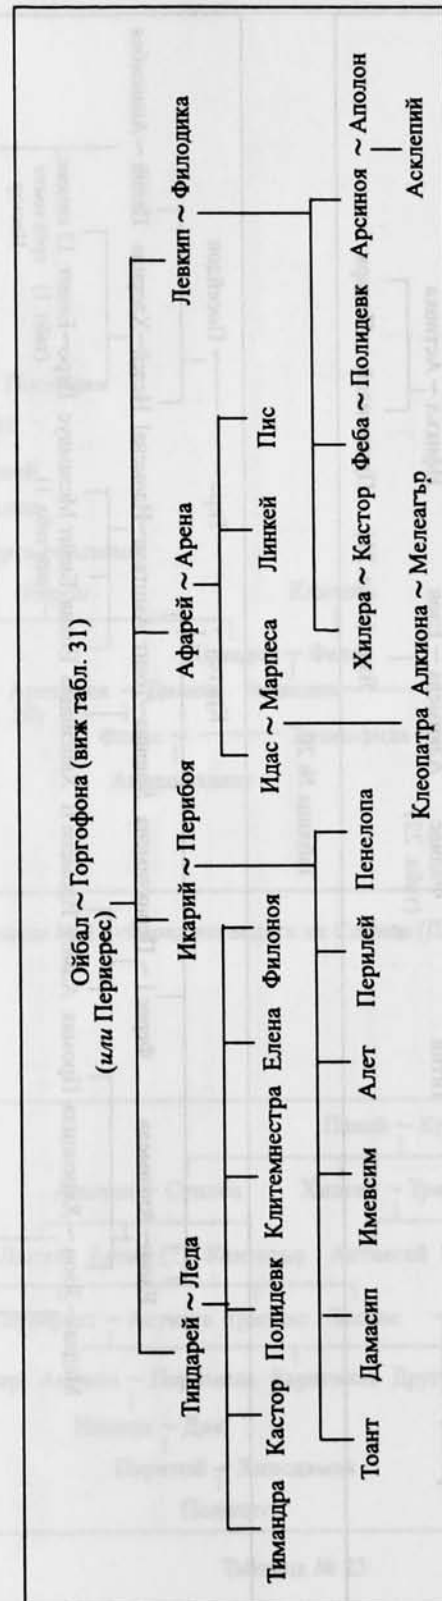 Ойбал ~ Горгофона (виж табл. 31)
(или Периерес)
Тиндарей ~ Леда Икарий ~ Перибоя Афарей ~ Арена Левкип ~ Филодика
Тимандра Кастор Полидевк Клитемнестра Елена Филоноя Идас ~ Марпеса Линкей Пис
Тоант Дамасип Имевсим Алет Перилей Пенелопа Хилера ~ Кастор Феба ~ Полидевк Арсиноя ~ Аполон
Клеопатра Алкиона ~ Мелеагър Асклепий